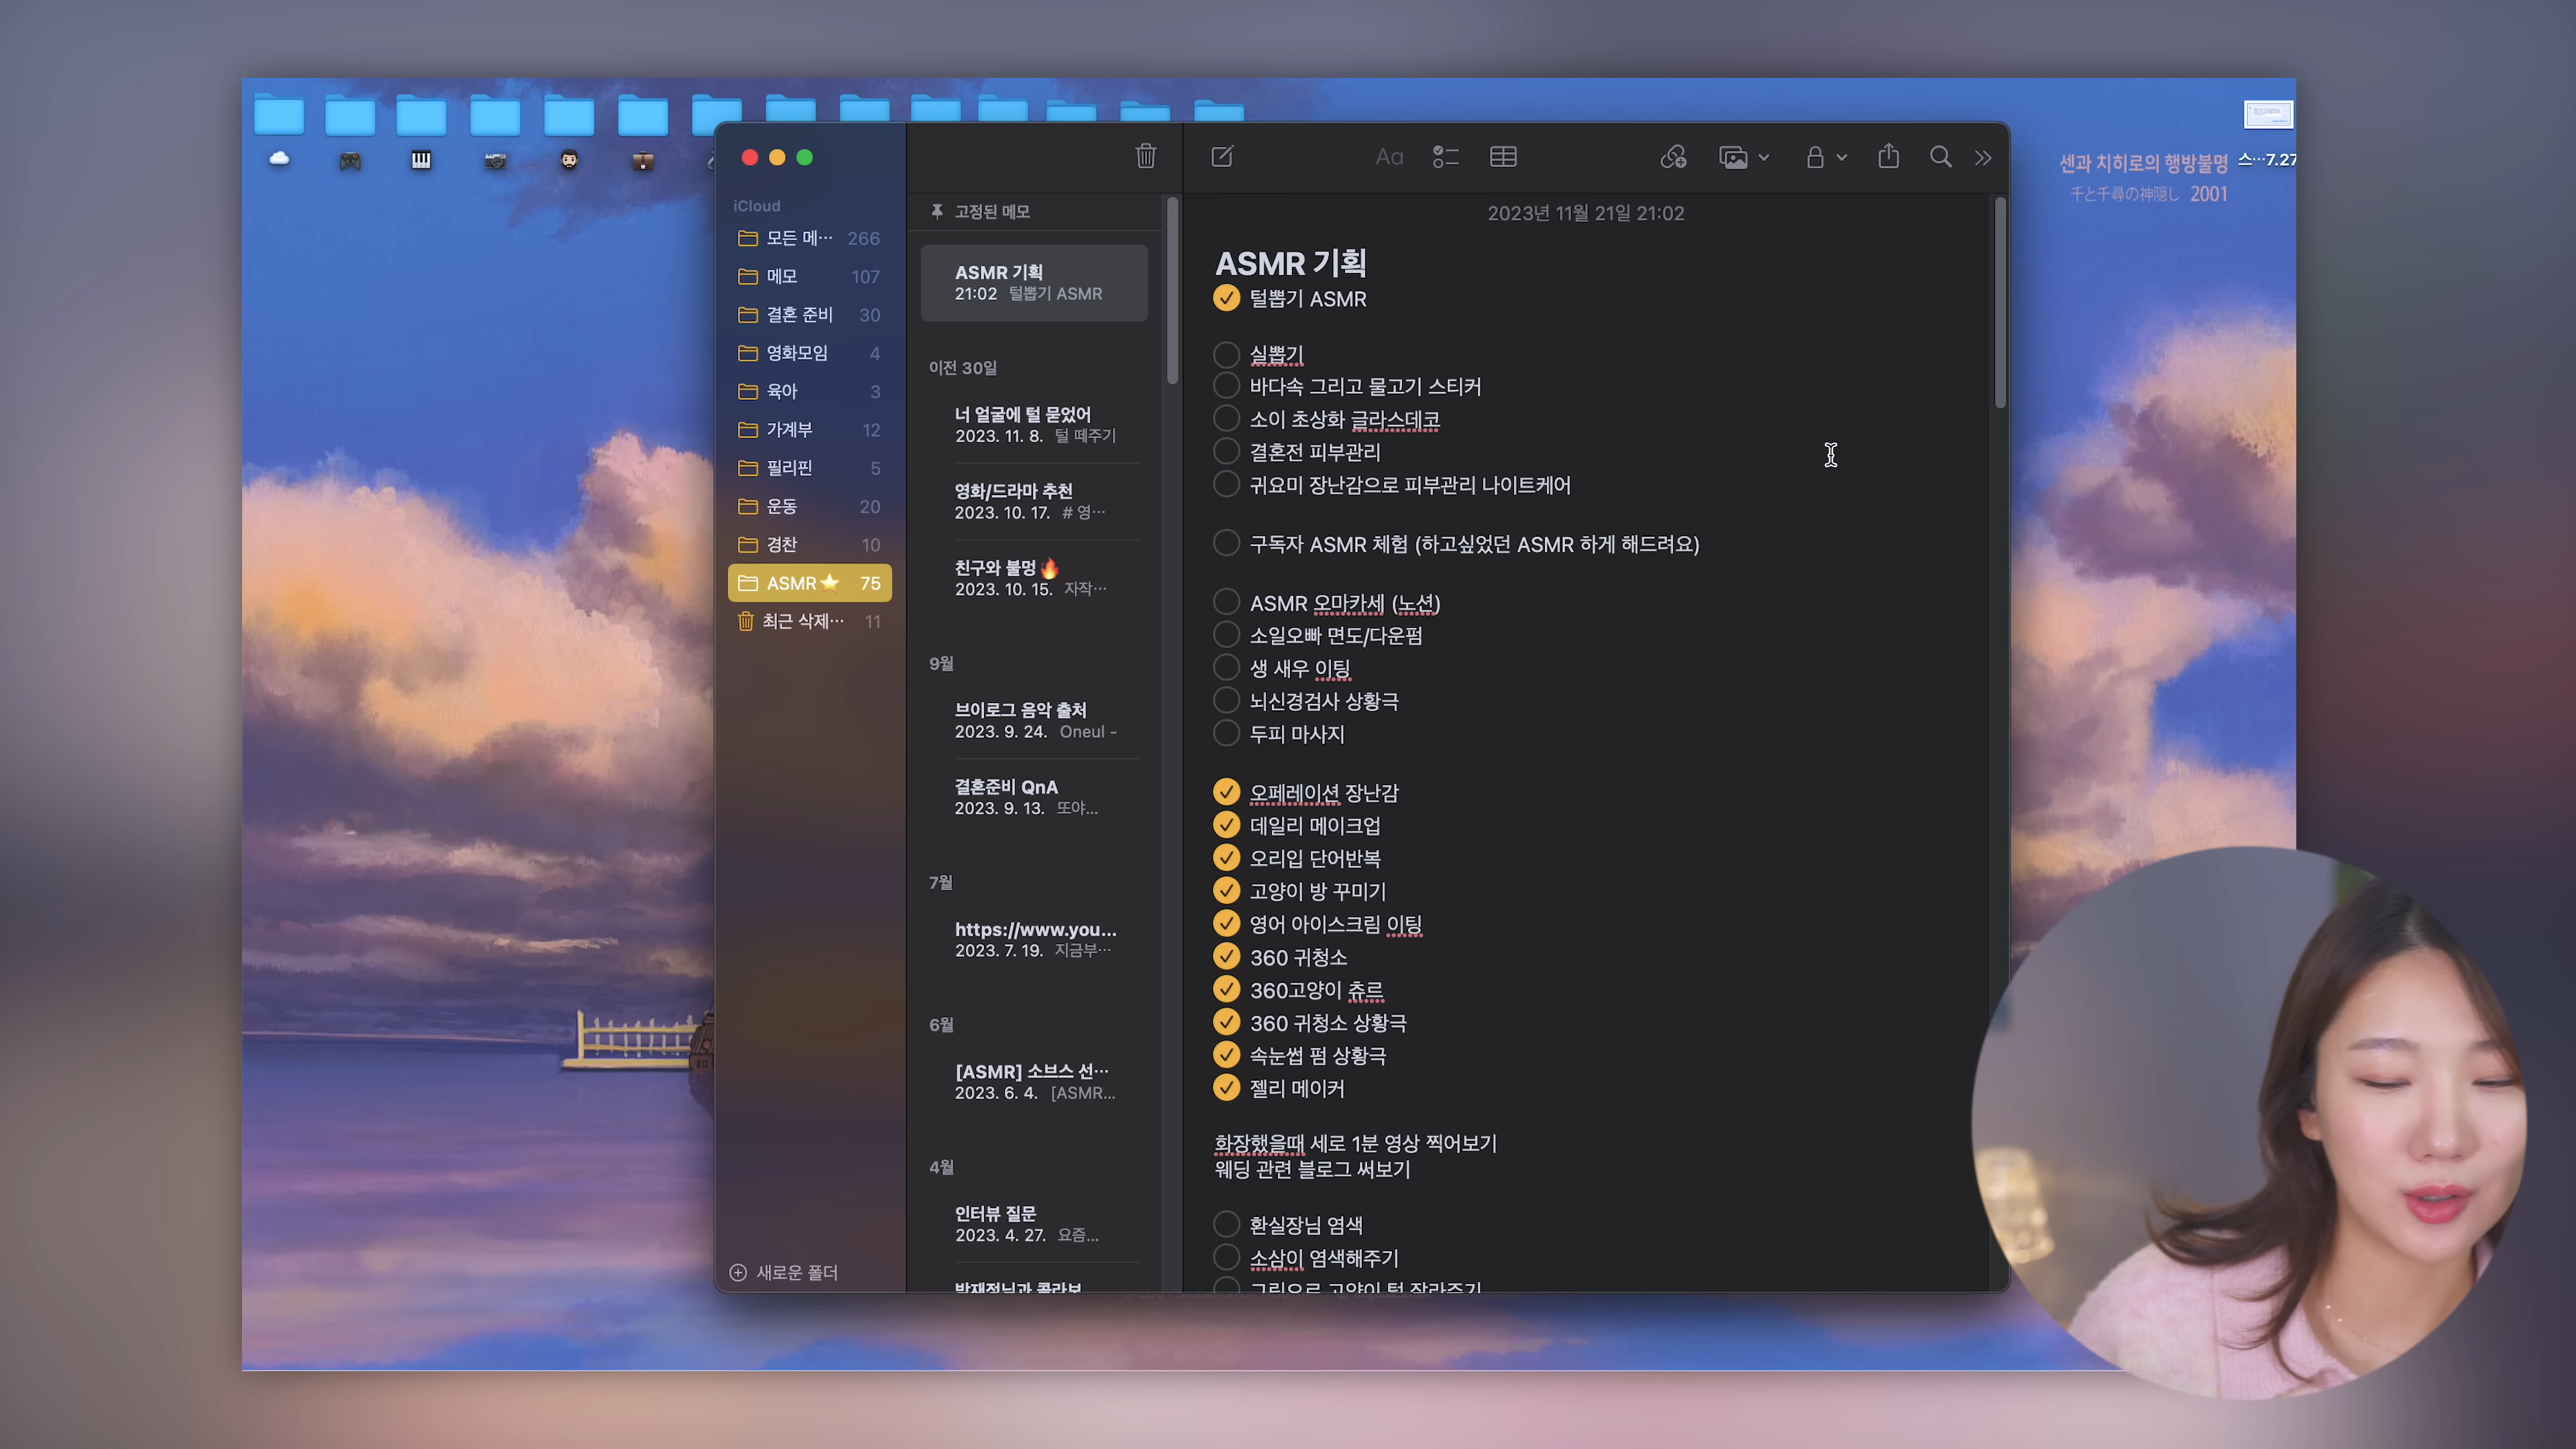 센과 치히로의 행방불명
千と千尋の神隠し 2001
스…7.27
iCloud
모든 메… 266
메모 107
결혼 준비 30
영화모임 4
육아 3
가계부 12
필리핀 5
운동 20
경찬 10
ASMR⭐ 75
최근 삭제… 11
새로운 폴더
고정된 메모
ASMR 기획
21:02 털뽑기 ASMR
이전 30일
너 얼굴에 털 묻었어
2023. 11. 8. 털 떼주기
영화/드라마 추천
2023. 10. 17. # 영…
친구와 불멍🔥
2023. 10. 15. 자작…
9월
브이로그 음악 출처
2023. 9. 24. Oneul -
결혼준비 QnA
2023. 9. 13. 또야...
7월
https://www.you...
2023. 7. 19. 지금부…
6월
[ASMR] 소브스 선…
2023. 6. 4. [ASMR...
4월
인터뷰 질문
2023. 4. 27. 요즘...
Aa
2023년 11월 21일 21:02
ASMR 기획
털뽑기 ASMR
실뽑기
바다속 그리고 물고기 스티커
소이 초상화 글라스데코
결혼전 피부관리
귀요미 장난감으로 피부관리 나이트케어
구독자 ASMR 체험 (하고싶었던 ASMR 하게 해드려요)
ASMR 오마카세 (노션)
소일오빠 면도/다운펌
생 새우 이팅
뇌신경검사 상황극
두피 마사지
오페레이션 장난감
데일리 메이크업
오리입 단어반복
고양이 방 꾸미기
영어 아이스크림 이팅
360 귀청소
360고양이 츄르
360 귀청소 상황극
속눈썹 펌 상황극
젤리 메이커
화장했을때 세로 1분 영상 찍어보기
웨딩 관련 블로그 써보기
환실장님 염색
소삼이 염색해주기